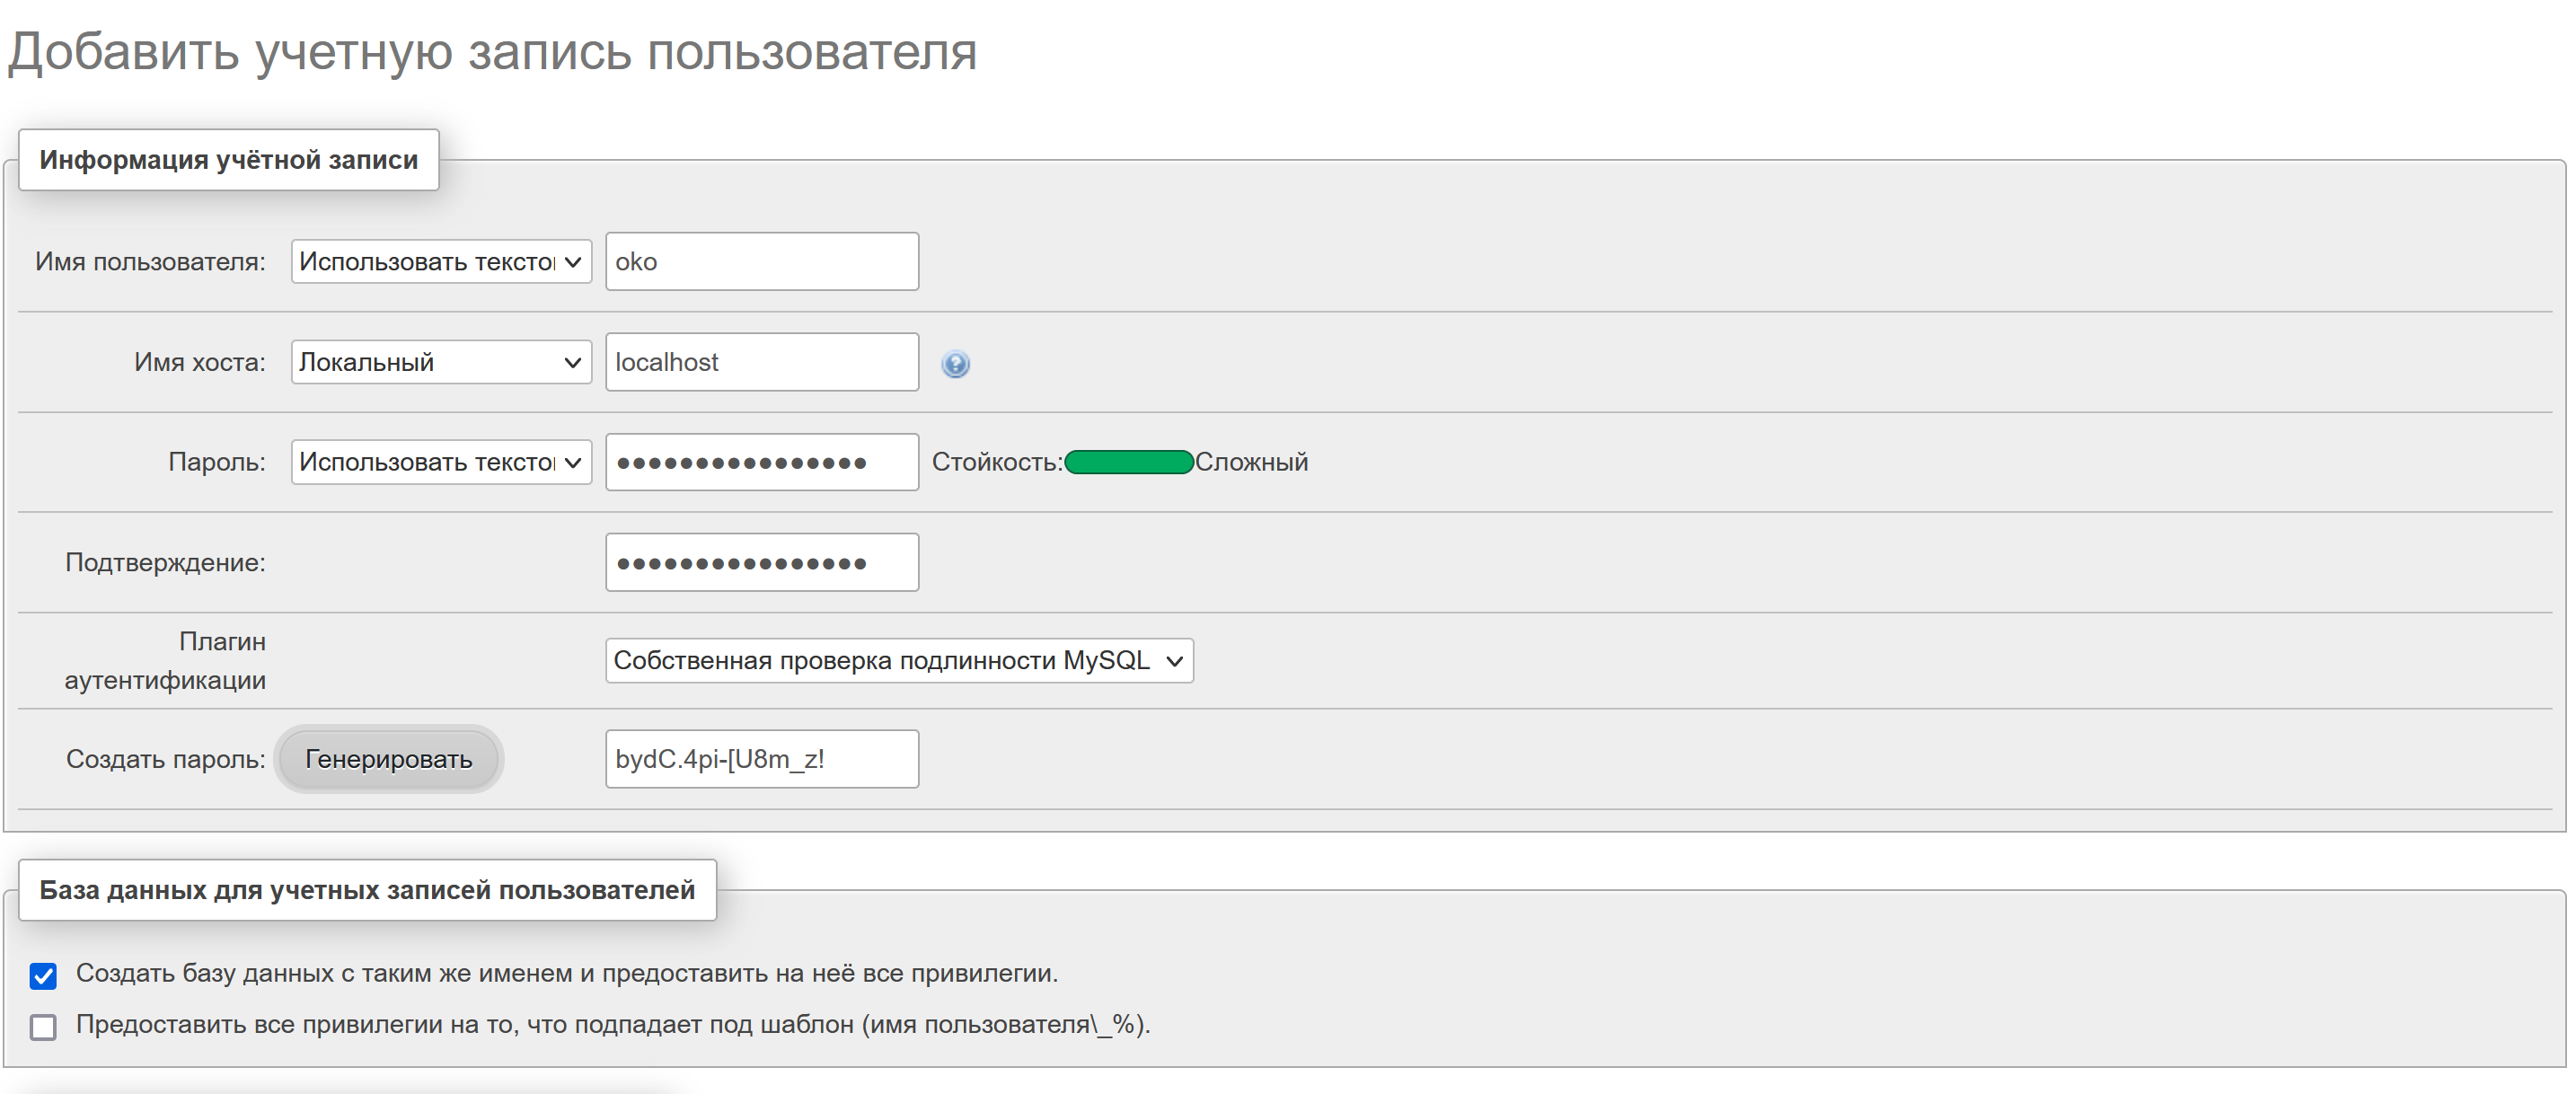 Добавить учетную запись пользователя
Информация учётной записи
Имя пользователя: Использовать тексто oko
Имя хоста: Локальный localhost
Пароль: Использовать тексто Стойкость: Сложный
Подтверждение:
Плагин
аутентификации
Собственная проверка подлинности MySQL
Создать пароль: Генерировать bydC.4pi-[U8m_z!
База данных для учетных записей пользователей
Создать базу данных с таким же именем и предоставить на неё все привилегии.
Предоставить все привилегии на то, что подпадает под шаблон (имя пользователя\_%).